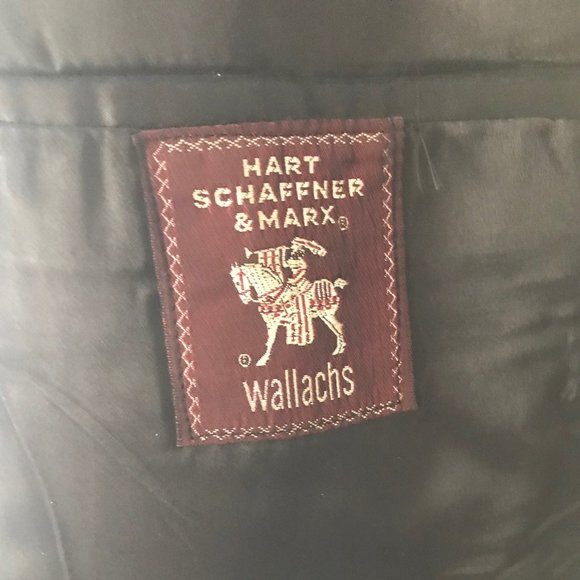 HART
SCHAFFNER
& MARX®
®
Wallachs